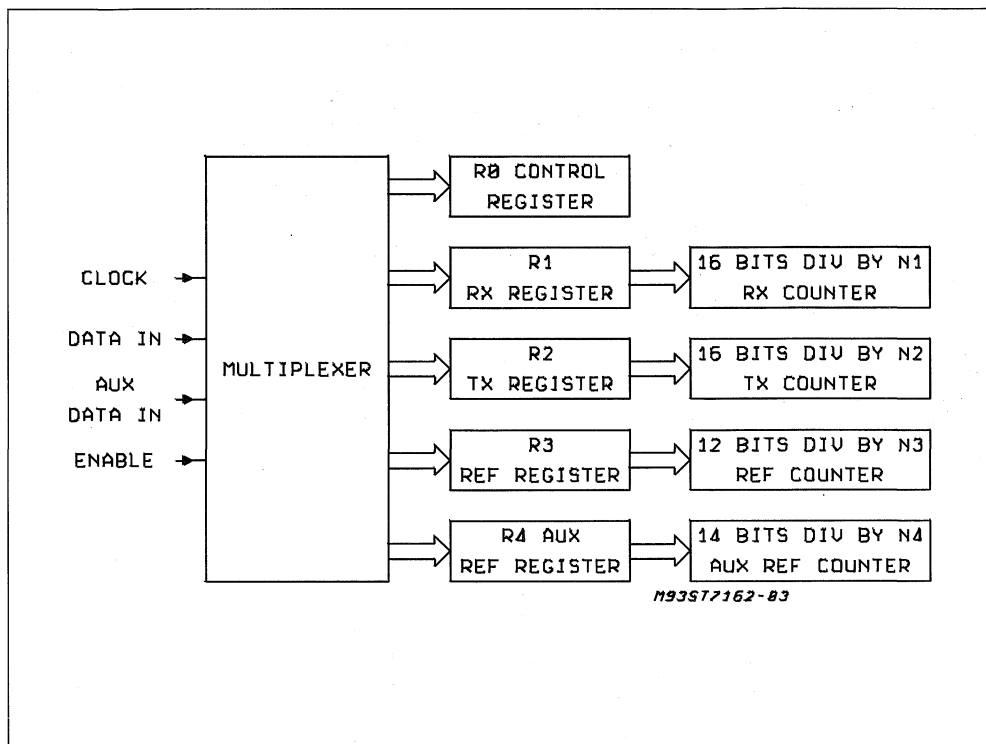 R0 CONTROL
REGISTER
CLOCK
DATA IN
AUX
DATA IN
ENABLE
MULTIPLEXER
R1
RX REGISTER
16 BITS DIV BY N1
RX COUNTER
R2
TX REGISTER
16 BITS DIV BY N2
TX COUNTER
R3
REF REGISTER
12 BITS DIV BY N3
REF COUNTER
R4 AUX
REF REGISTER
14 BITS DIV BY N4
AUX REF COUNTER
M93ST7162-03